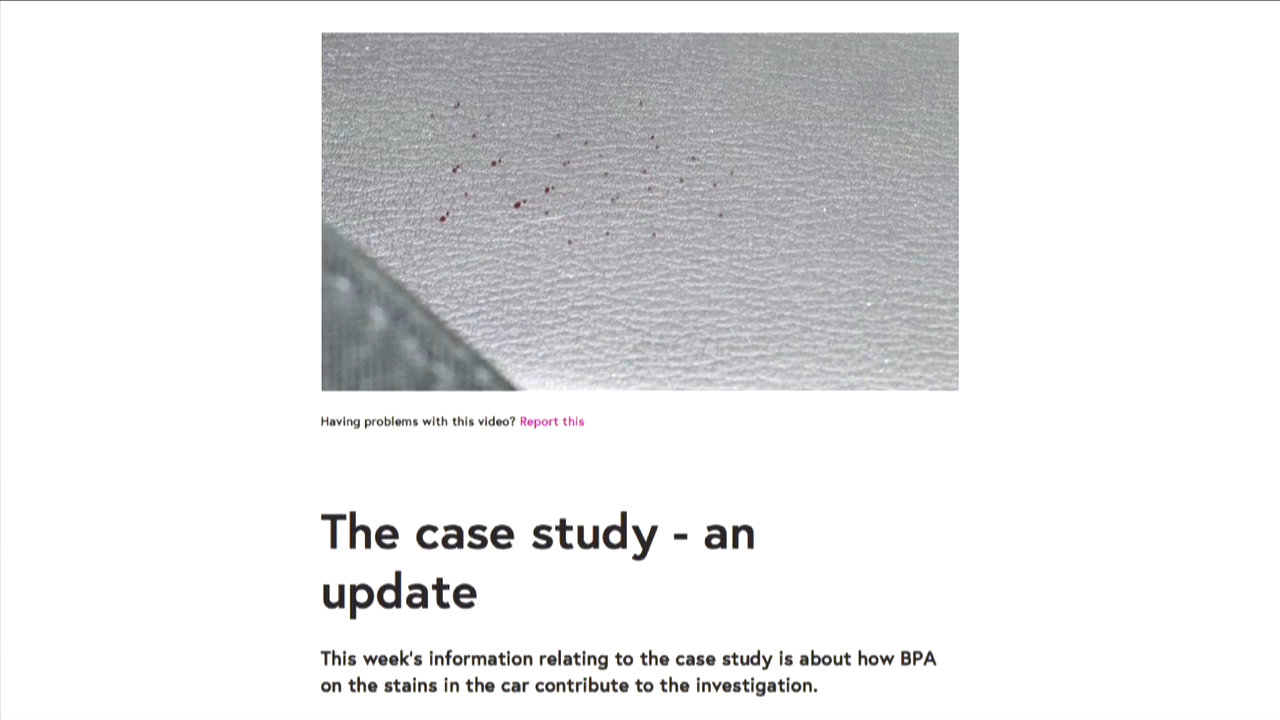 Having problems with this video? Report this
The case study - an
update
This week's information relating to the case study is about how BPA
on the stains in the car contribute to the investigation.